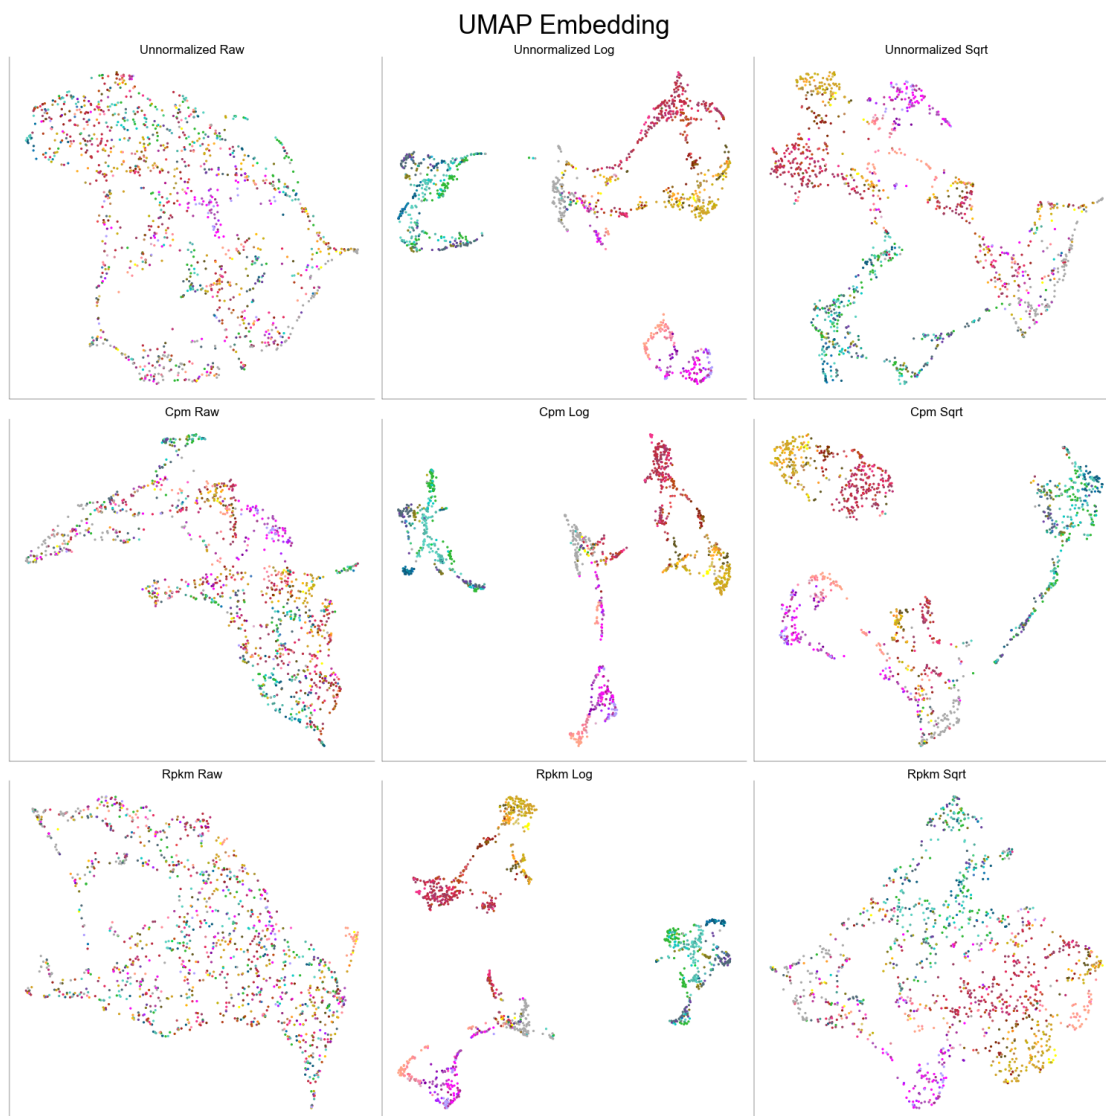 UMAP Embedding
Unnormalized Raw
Unnormalized Log
Unnormalized Sqrt
Cpm Raw
Cpm Log
Cpm Sqrt
Rpkm Raw
Rpkm Log
Rpkm Sqrt